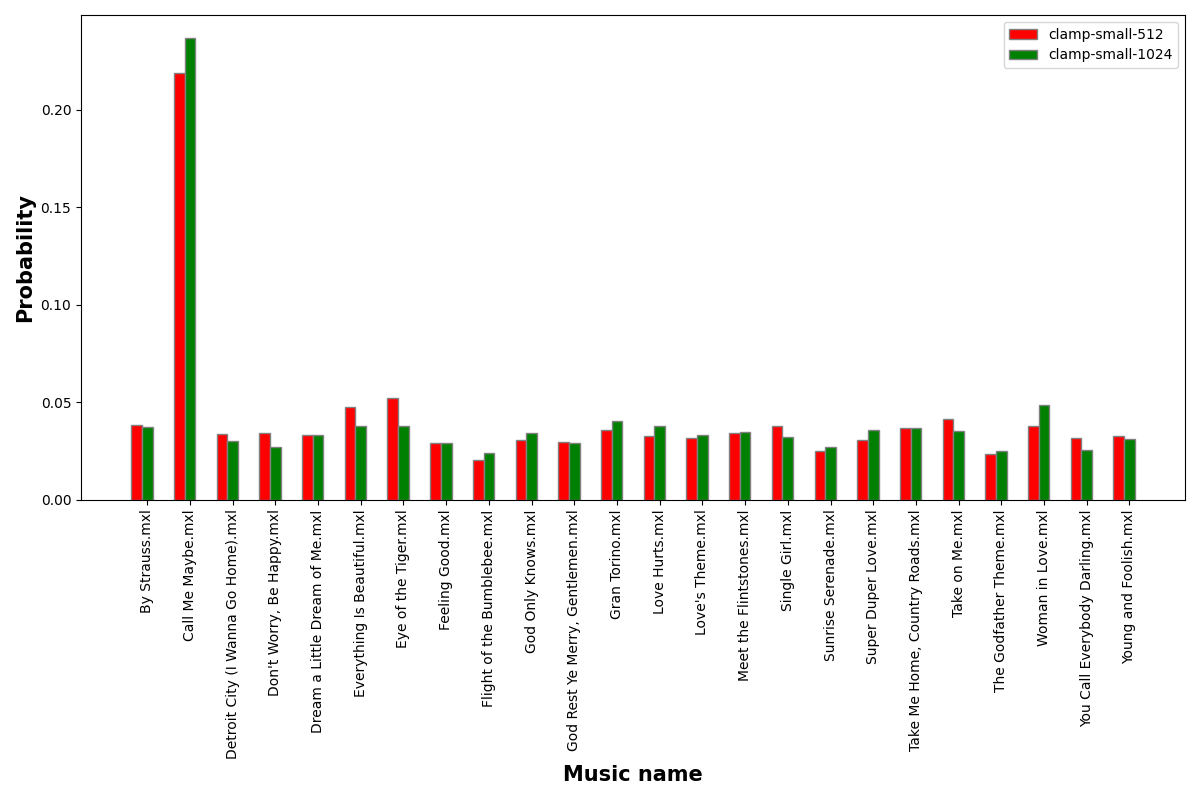 clamp-small-512
clamp-small-1024
Probability
0.20
0.15
0.10
0.05
0.00
By Strauss.mxl
Call Me Maybe.mxl
Detroit City (I Wanna Go Home).mxl
Don't Worry, Be Happy.mxl
Dream a Little Dream of Me.mxl
Everything Is Beautiful.mxl
Eye of the Tiger.mxl
Feeling Good.mxl
Flight of the Bumblebee.mxl
God Only Knows.mxl
God Rest Ye Merry, Gentlemen.mxl
Gran Torino.mxl
Love Hurts.mxl
Love's Theme.mxl
Meet the Flintstones.mxl
Single Girl.mxl
Sunrise Serenade.mxl
Super Duper Love.mxl
Take Me Home, Country Roads.mxl
Take on Me.mxl
The Godfather Theme.mxl
Woman in Love.mxl
You Call Everybody Darling.mxl
Young and Foolish.mxl
Music name